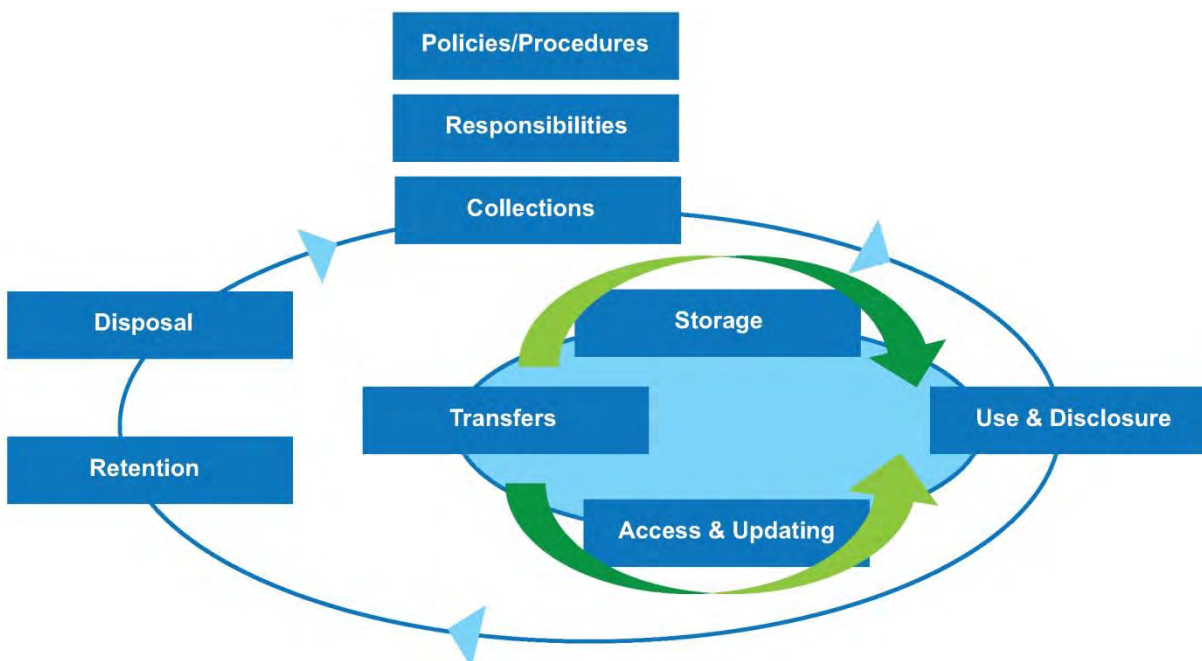 Policies/Procedures
Responsibilities
Collections
Disposal
Storage
Transfers
Use & Disclosure
Retention
Access & Updating